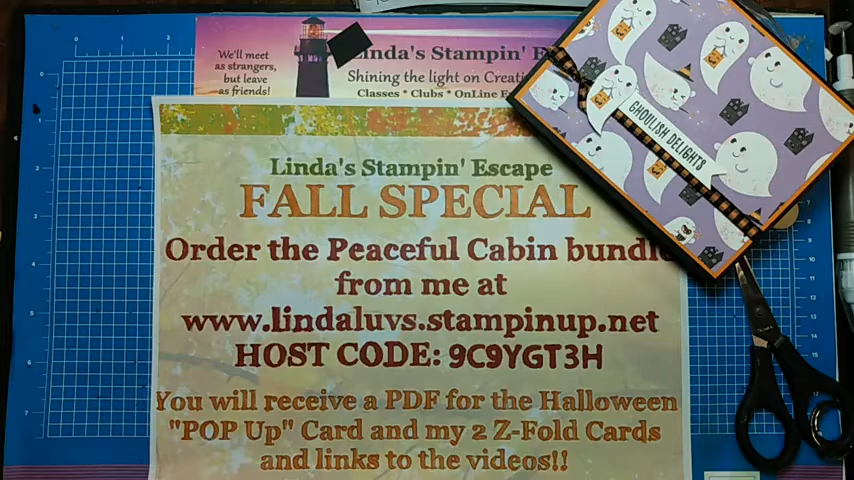 We'll meet
as strangers,
but leave
as friends!
Linda's Stampin'
Shining the light on
Classes * Clubs * OnLine
GHOULISH DELIGHTS
Linda's Stampin' Escape
FALL SPECIAL
Order the Peaceful Cabin
from me at
www.lindaluvs.stampinup.net
HOST CODE: 9C9YGT3H
You will receive a PDF for the Halloween
"POP Up" Card and my 2 Z-Fold Cards
and links to the videos!!